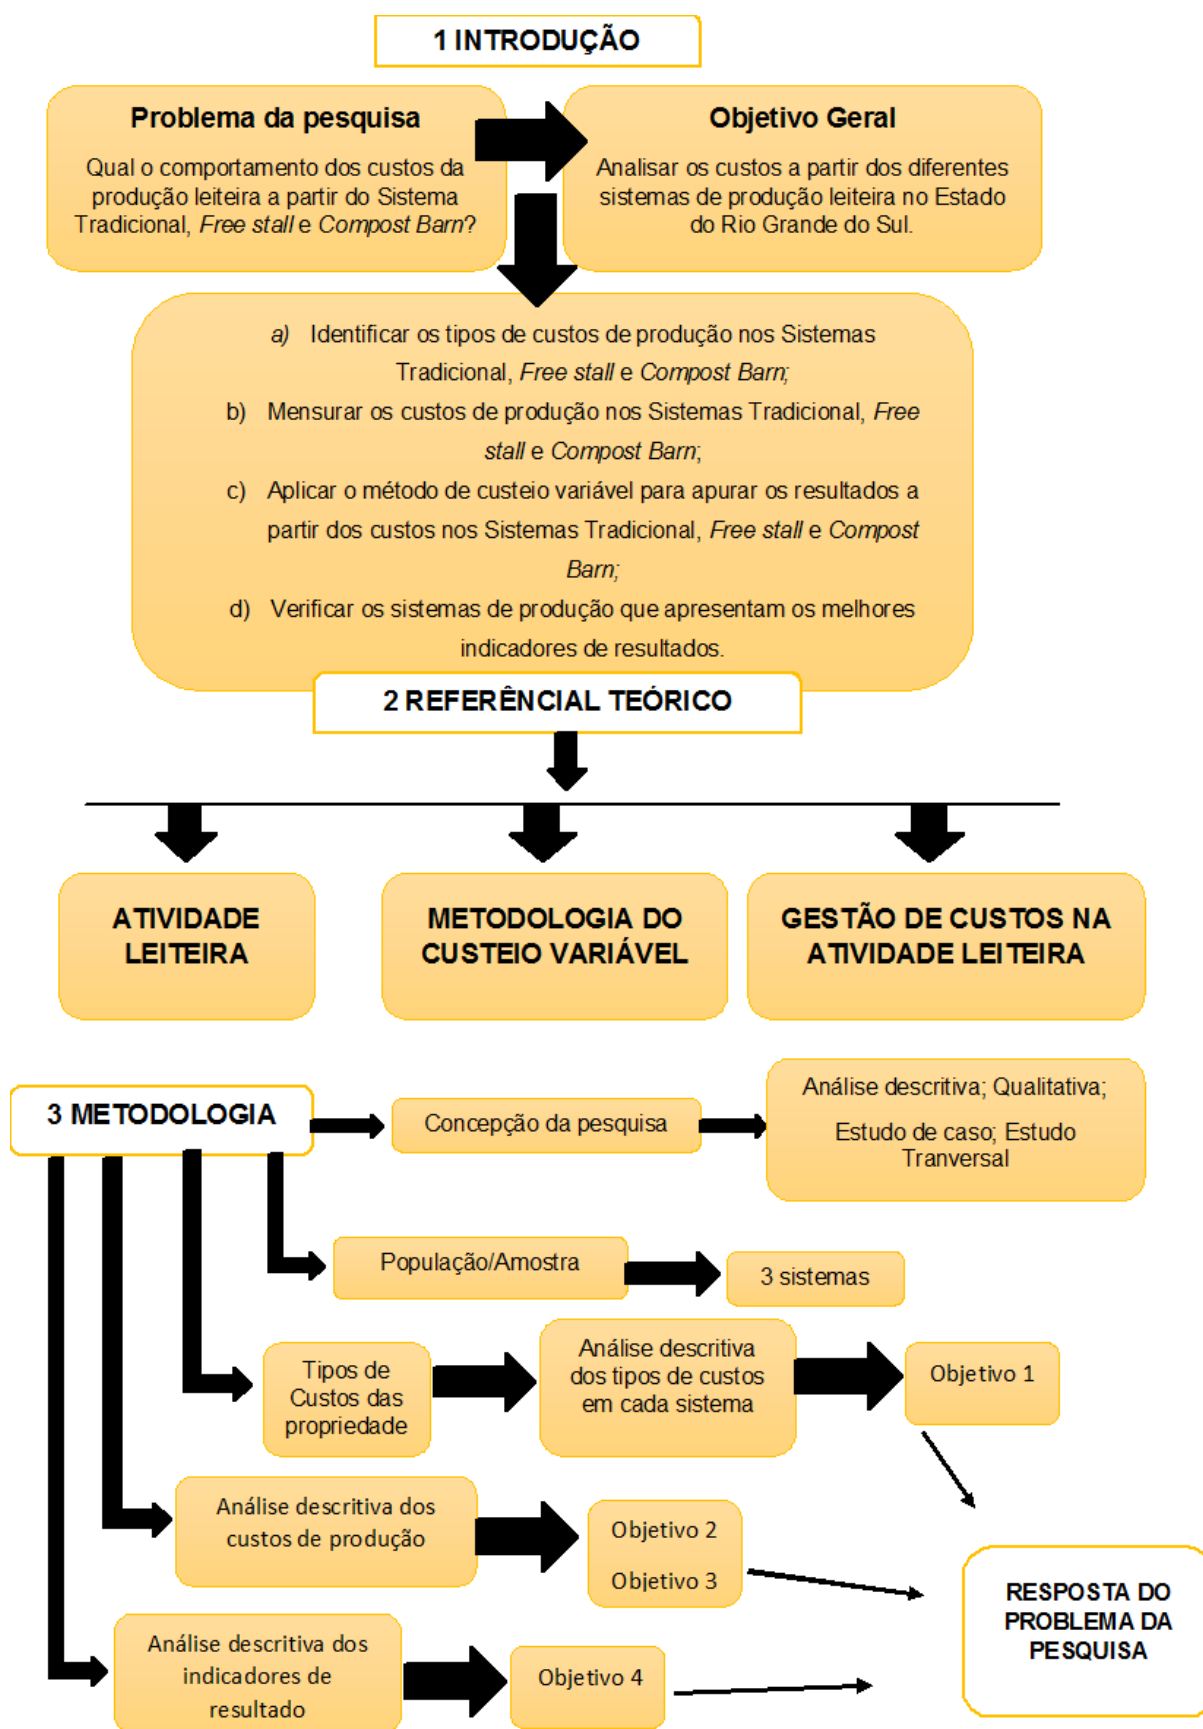 1 INTRODUÇÃO
Problema da pesquisa
Qual o comportamento dos custos da
produção leiteira a partir do Sistema
Tradicional, Free stall e Compost Barn?
Objetivo Geral
Analisar os custos a partir dos diferentes
sistemas de produção leiteira no Estado
do Rio Grande do Sul.
a) Identificar os tipos de custos de produção nos Sistemas
Tradicional, Free stall e Compost Barn;
b) Mensurar os custos de produção nos Sistemas Tradicional, Free
stall e Compost Barn;
c) Aplicar o método de custeio variável para apurar os resultados a
partir dos custos nos Sistemas Tradicional, Free stall e Compost
Barn;
d) Verificar os sistemas de produção que apresentam os melhores
indicadores de resultados.
2 REFERÊNCIAL TEÓRICO
ATIVIDADE
LEITEIRA
METODOLOGIA DO
CUSTEIO VARIÁVEL
GESTÃO DE CUSTOS NA
ATIVIDADE LEITEIRA
3 METODOLOGIA
Concepção da pesquisa
Análise descritiva; Qualitativa;
Estudo de caso; Estudo
Tranversal
População/Amostra
3 sistemas
Tipos de
Custos das
propriedade
Análise descritiva
dos tipos de custos
em cada sistema
Objetivo 1
Análise descritiva dos
custos de produção
Objetivo 2
Objetivo 3
Análise descritiva dos
indicadores de
resultado
Objetivo 4
RESPOSTA DO
PROBLEMA DA
PESQUISA